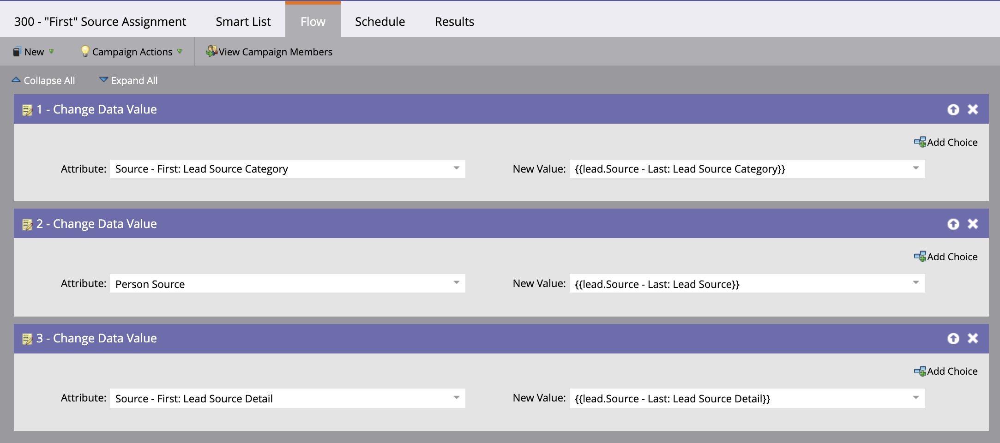 300 - "First" Source Assignment Smart List Flow Schedule Results
New Campaign Actions View Campaign Members
Collapse All Expand All
1 - Change Data Value
Add Choice
Attribute: Source - First: Lead Source Category New Value: {{lead.Source - Last: Lead Source Category}}
2 - Change Data Value
Add Choice
Attribute: Person Source New Value: {{lead.Source - Last: Lead Source}}
3 - Change Data Value
Add Choice
Attribute: Source - First: Lead Source Detail New Value: {{lead.Source - Last: Lead Source Detail}}